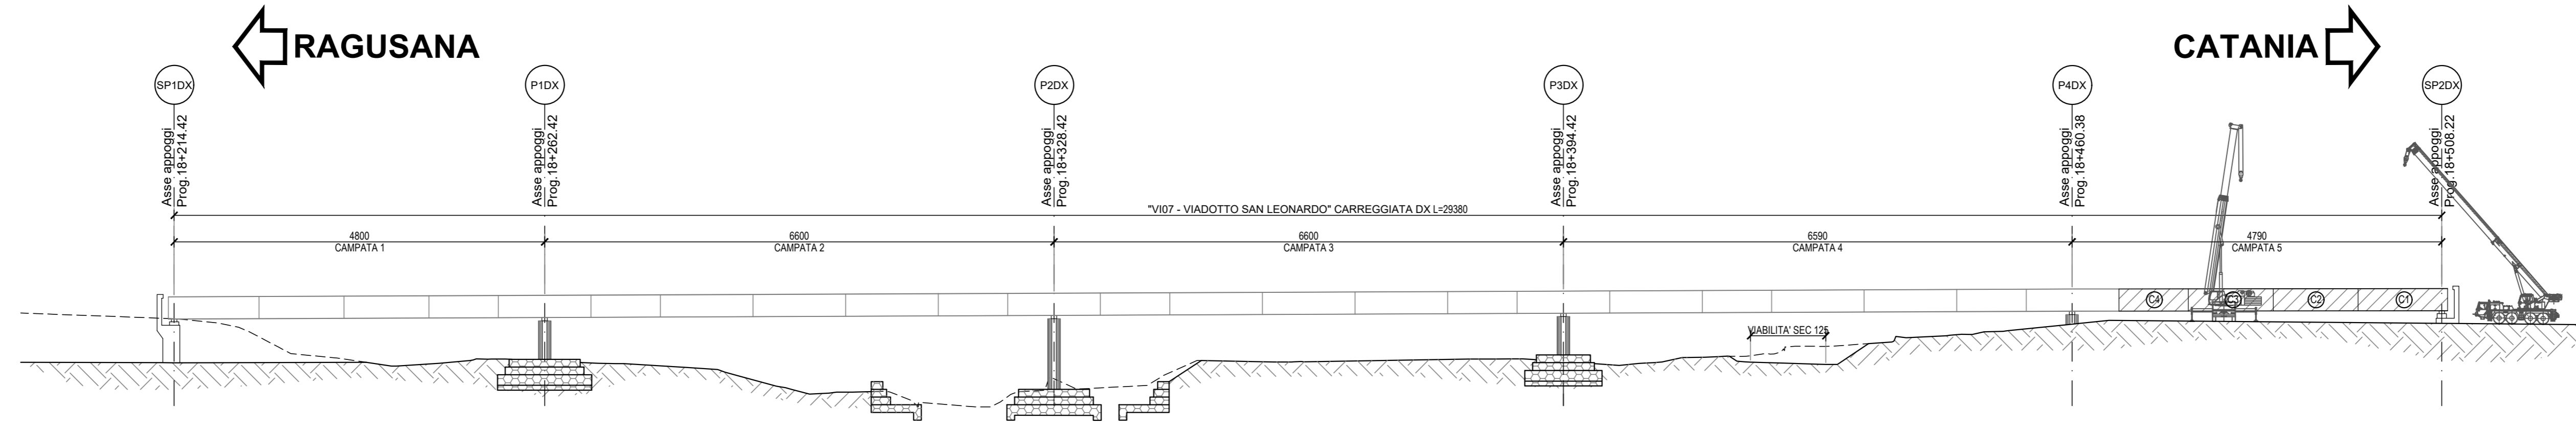 RAGUSANA
CATANIA
SP1DX
P1DX
P2DX
P3DX
P4DX
SP2DX
Asse appoggi
Prog.18+214.42
Asse appoggi
Prog.18+262.42
Asse appoggi
Prog.18+328.42
Asse appoggi
Prog.18+394.42
Asse appoggi
Prog.18+460.38
Asse appoggi
Prog.18+508.22
"VI07 - VIADOTTO SAN LEONARDO" CARREGGIATA DX L=29380
4800
CAMPATA 1
6600
CAMPATA 2
6600
CAMPATA 3
6590
CAMPATA 4
4790
CAMPATA 5
C4
C3
C2
C1
VIABILITA' SEC 125